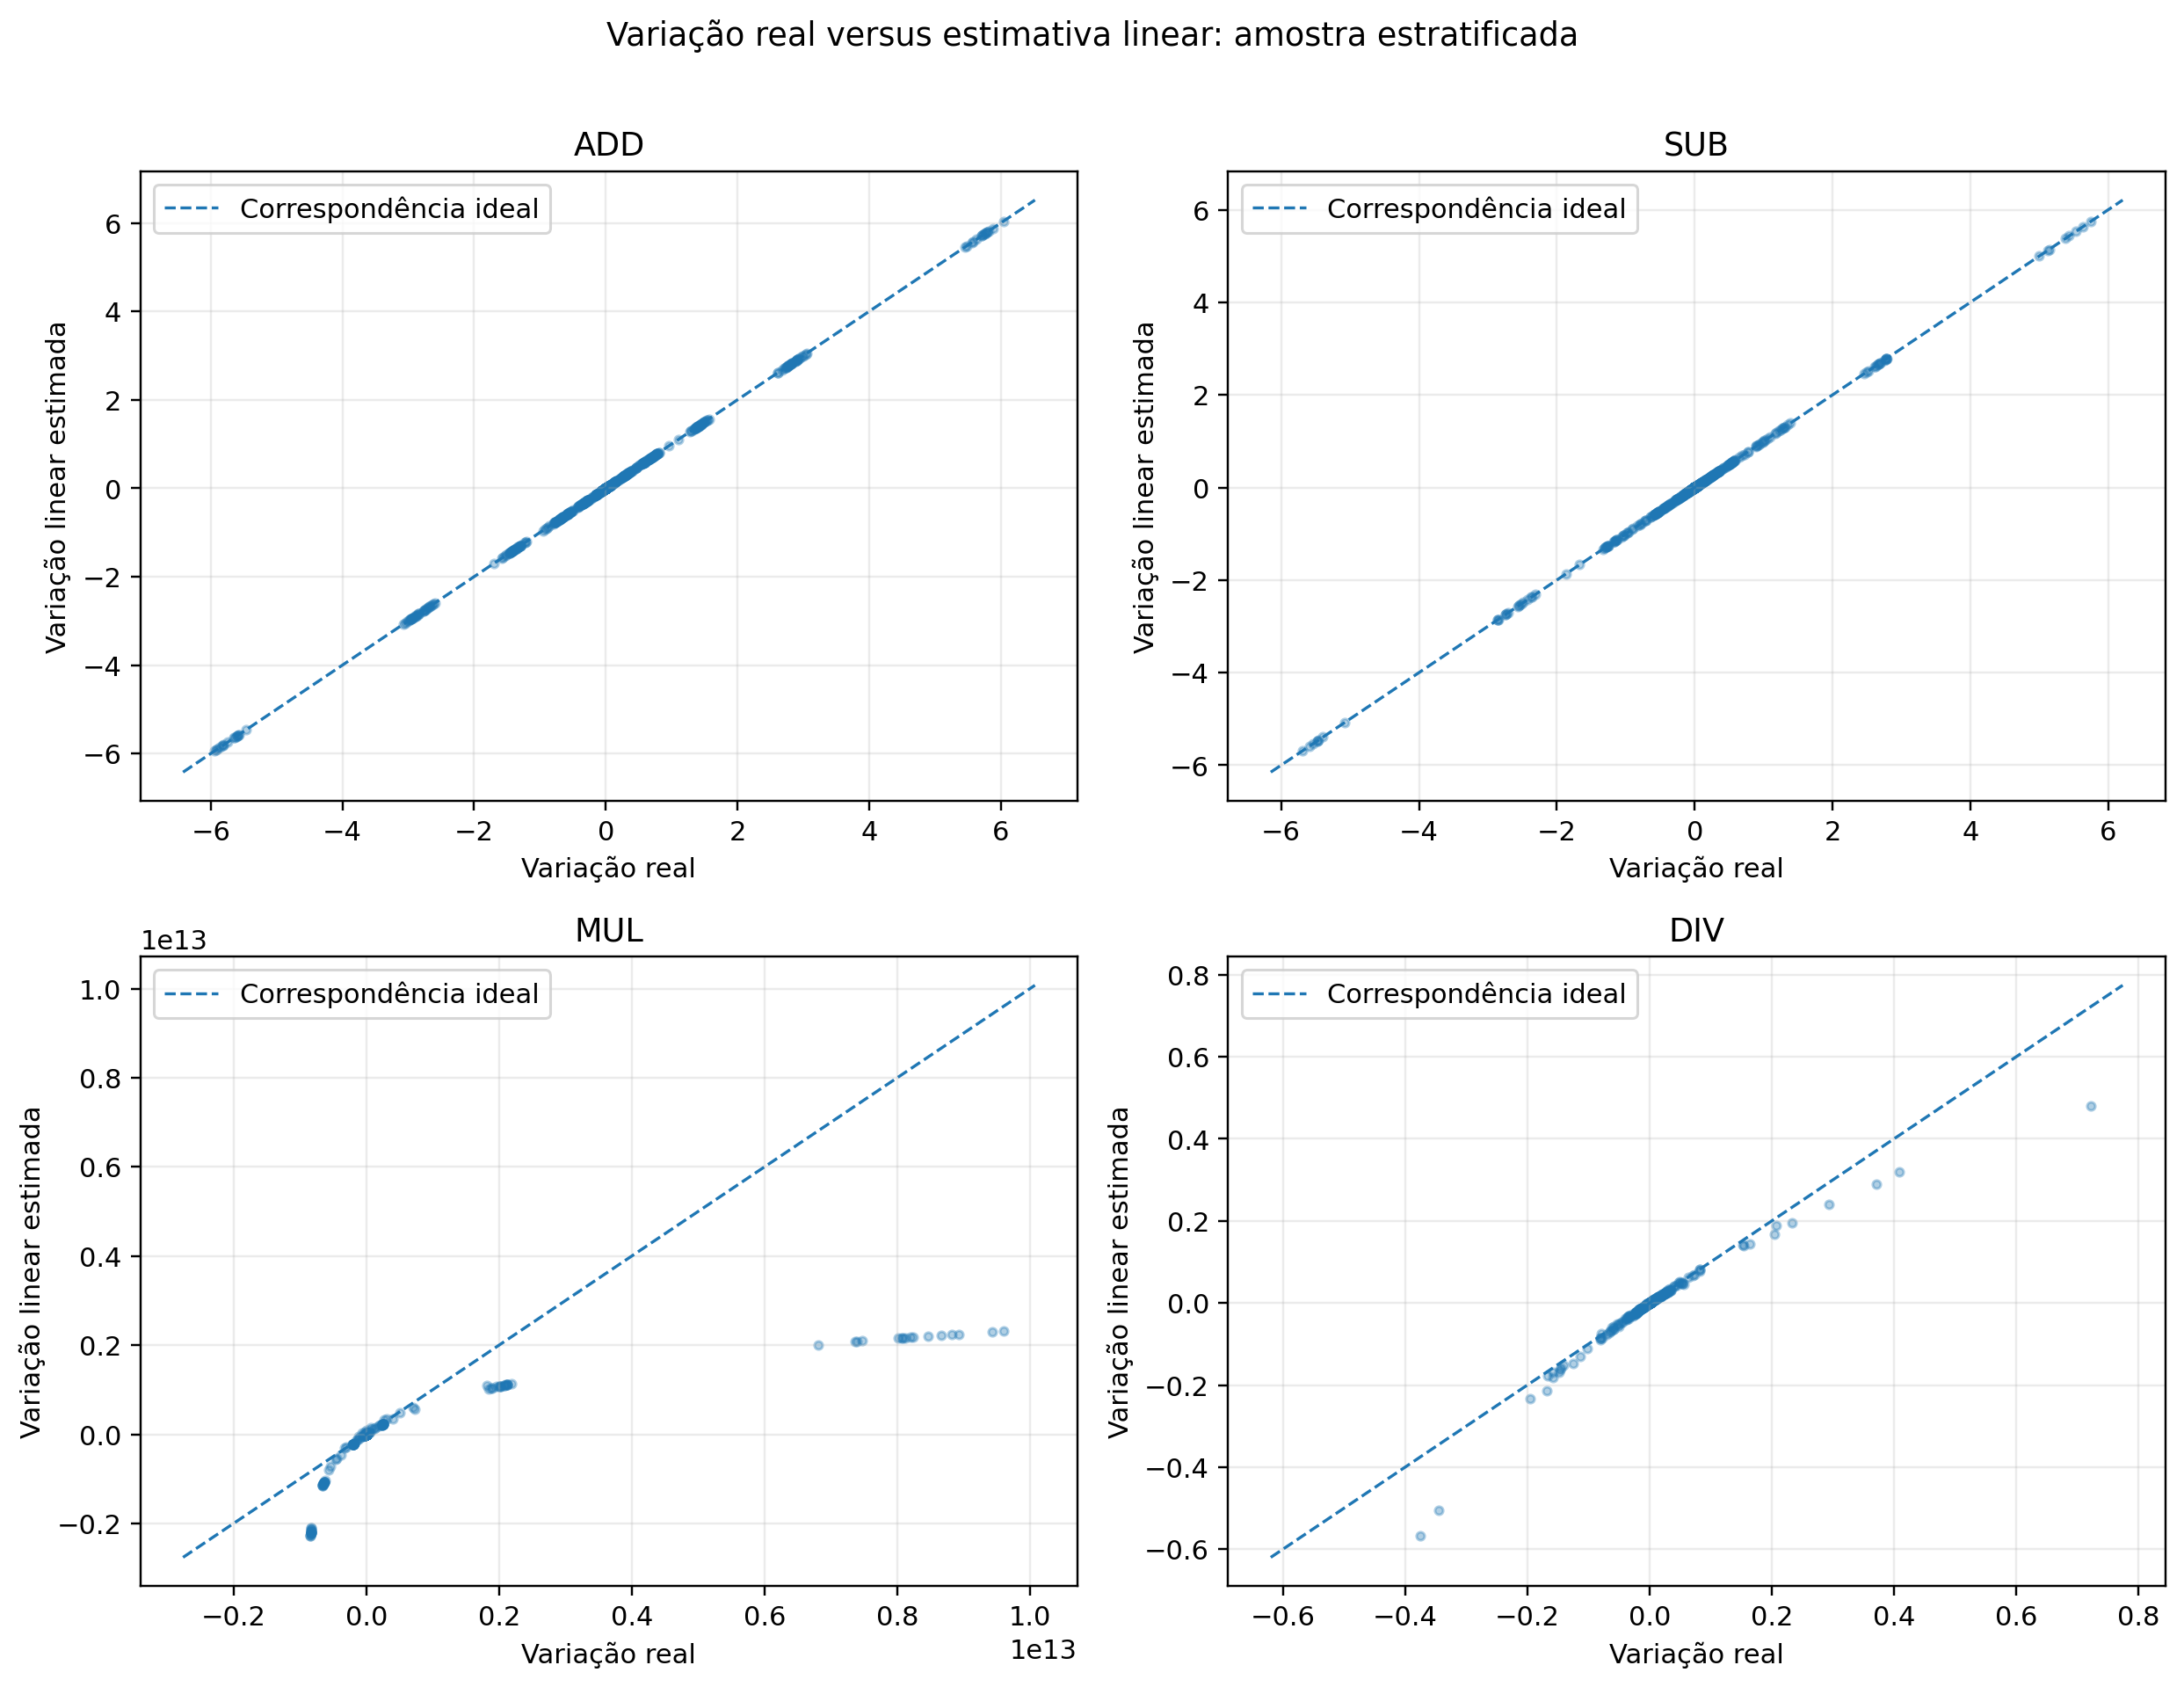 Variação real versus estimativa linear: amostra estratificada
ADD
Correspondência ideal
6
4
2
0
−2
−4
−6
Variação linear estimada
−6 −4 −2 0 2 4 6
Variação real
SUB
Correspondência ideal
6
4
2
0
−2
−4
−6
Variação linear estimada
−6 −4 −2 0 2 4 6
Variação real
MUL
1e13
Correspondência ideal
1.0
0.8
0.6
0.4
0.2
0.0
−0.2
Variação linear estimada
−0.2 0.0 0.2 0.4 0.6 0.8 1.0
1e13
Variação real
DIV
Correspondência ideal
0.8
0.6
0.4
0.2
0.0
−0.2
−0.4
−0.6
Variação linear estimada
−0.6 −0.4 −0.2 0.0 0.2 0.4 0.6 0.8
Variação real